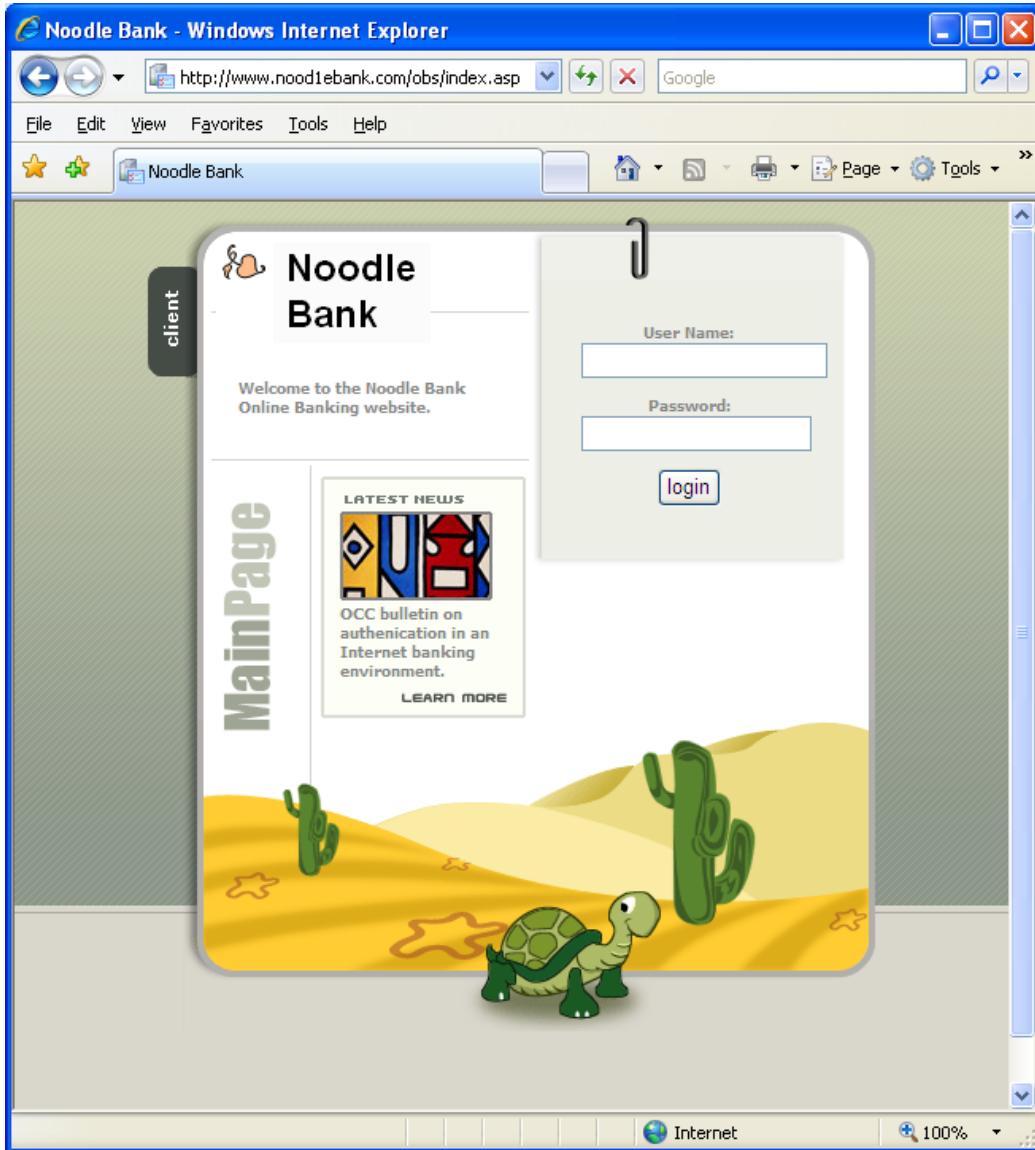 Noodle Bank - Windows Internet Explorer
http://www.nood1ebank.com/obs/index.asp
Google
File Edit View Favorites Tools Help
Noodle Bank
Page
Tools
»
client
Noodle
Bank
Welcome to the Noodle Bank
Online Banking website.
User Name:
Password:
login
MainPage
LATEST NEWS
OCC bulletin on
authenication in an
Internet banking
environment.
LEARN MORE
Internet
100%